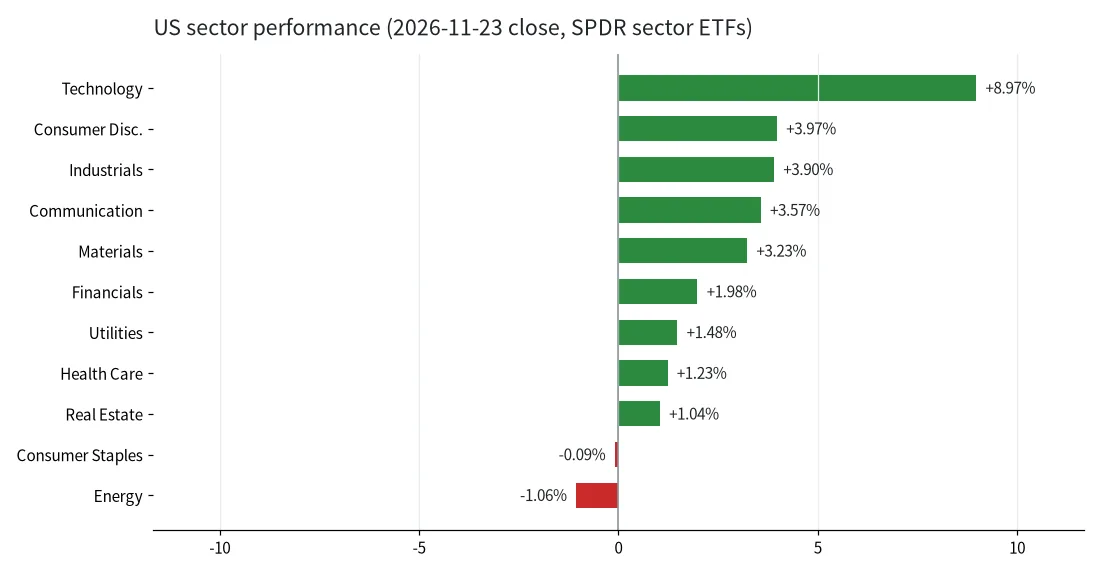 US sector performance (2026-11-23 close, SPDR sector ETFs)
Technology +8.97%
Consumer Disc. +3.97%
Industrials +3.90%
Communication +3.57%
Materials +3.23%
Financials +1.98%
Utilities +1.48%
Health Care +1.23%
Real Estate +1.04%
Consumer Staples -0.09%
Energy -1.06%
-10 -5 0 5 10